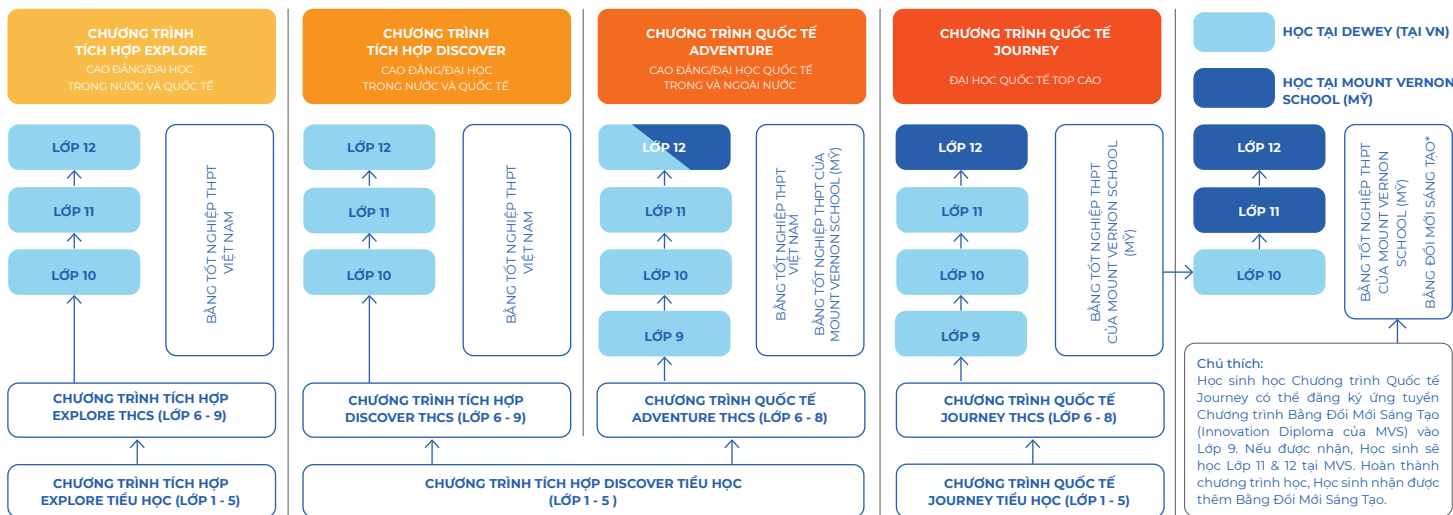 CHƯƠNG TRÌNH
TÍCH HỢP EXPLORE
CAO ĐẲNG/ĐẠI HỌC
TRONG NƯỚC VÀ QUỐC TẾ
LỚP 12
LỚP 11
LỚP 10
BẰNG TỐT NGHIỆP THPT
VIỆT NAM
CHƯƠNG TRÌNH TÍCH HỢP
EXPLORE THCS (LỚP 6 - 9)
CHƯƠNG TRÌNH TÍCH HỢP
EXPLORE TIỂU HỌC (LỚP 1 - 5)
CHƯƠNG TRÌNH
TÍCH HỢP DISCOVER
CAO ĐẲNG/ĐẠI HỌC
TRONG NƯỚC VÀ QUỐC TẾ
LỚP 12
LỚP 11
LỚP 10
BẰNG TỐT NGHIỆP THPT
VIỆT NAM
CHƯƠNG TRÌNH TÍCH HỢP
DISCOVER THCS (LỚP 6 - 9)
CHƯƠNG TRÌNH QUỐC TẾ
ADVENTURE
CAO ĐẲNG/ĐẠI HỌC QUỐC TẾ
TRONG VÀ NGOÀI NƯỚC
LỚP 12
LỚP 11
LỚP 10
LỚP 9
BẰNG TỐT NGHIỆP THPT
VIỆT NAM
BẰNG TỐT NGHIỆP THPT CỦA
MOUNT VERNON SCHOOL (MỸ)
CHƯƠNG TRÌNH QUỐC TẾ
ADVENTURE THCS (LỚP 6 - 8)
CHƯƠNG TRÌNH TÍCH HỢP DISCOVER TIỂU HỌC
(LỚP 1 - 5 )
CHƯƠNG TRÌNH QUỐC TẾ
JOURNEY
ĐẠI HỌC QUỐC TẾ TOP CAO
LỚP 12
LỚP 11
LỚP 10
LỚP 9
BẰNG TỐT NGHIỆP THPT
CỦA MOUNT VERNON SCHOOL
(MỸ)
CHƯƠNG TRÌNH QUỐC TẾ
JOURNEY THCS (LỚP 6 - 8)
CHƯƠNG TRÌNH QUỐC TẾ
JOURNEY TIỂU HỌC (LỚP 1 - 5)
HỌC TẠI DEWEY (TẠI VN)
HỌC TẠI MOUNT VERNON
SCHOOL (MỸ)
LỚP 12
LỚP 11
LỚP 10
BẰNG TỐT NGHIỆP THPT
CỦA MOUNT VERNON
SCHOOL (MỸ)
BẰNG ĐỔI MỚI SÁNG TẠO*
Chú thích:
Học sinh học Chương trình Quốc tế
Journey có thể đăng ký ứng tuyển
Chương trình Bằng Đổi Mới Sáng Tạo
(Innovation Diploma của MVS) vào
Lớp 9. Nếu được nhận, Học sinh sẽ
học Lớp 11 & 12 tại MVS. Hoàn thành
chương trình học, Học sinh nhận được
thêm Bằng Đổi Mới Sáng Tạo.